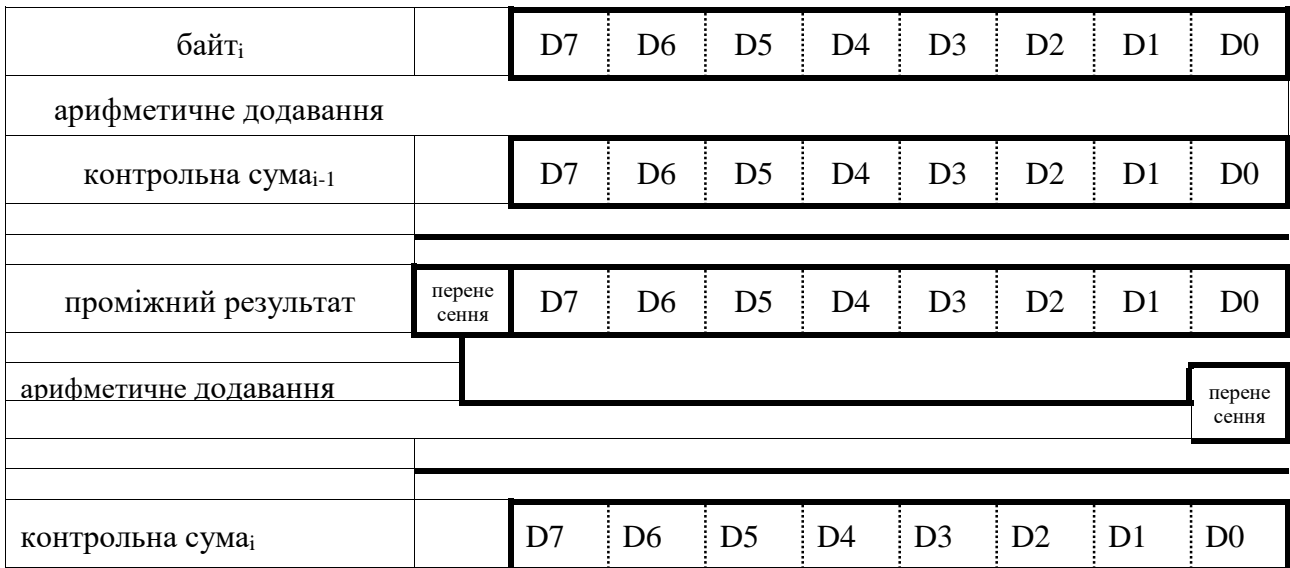 байтᵢ D7 D6 D5 D4 D3 D2 D1 D0
арифметичне додавання
контрольна сумаᵢ₋₁ D7 D6 D5 D4 D3 D2 D1 D0
проміжний результат перене
сення D7 D6 D5 D4 D3 D2 D1 D0
арифметичне додавання перене
сення
контрольна сумаᵢ D7 D6 D5 D4 D3 D2 D1 D0